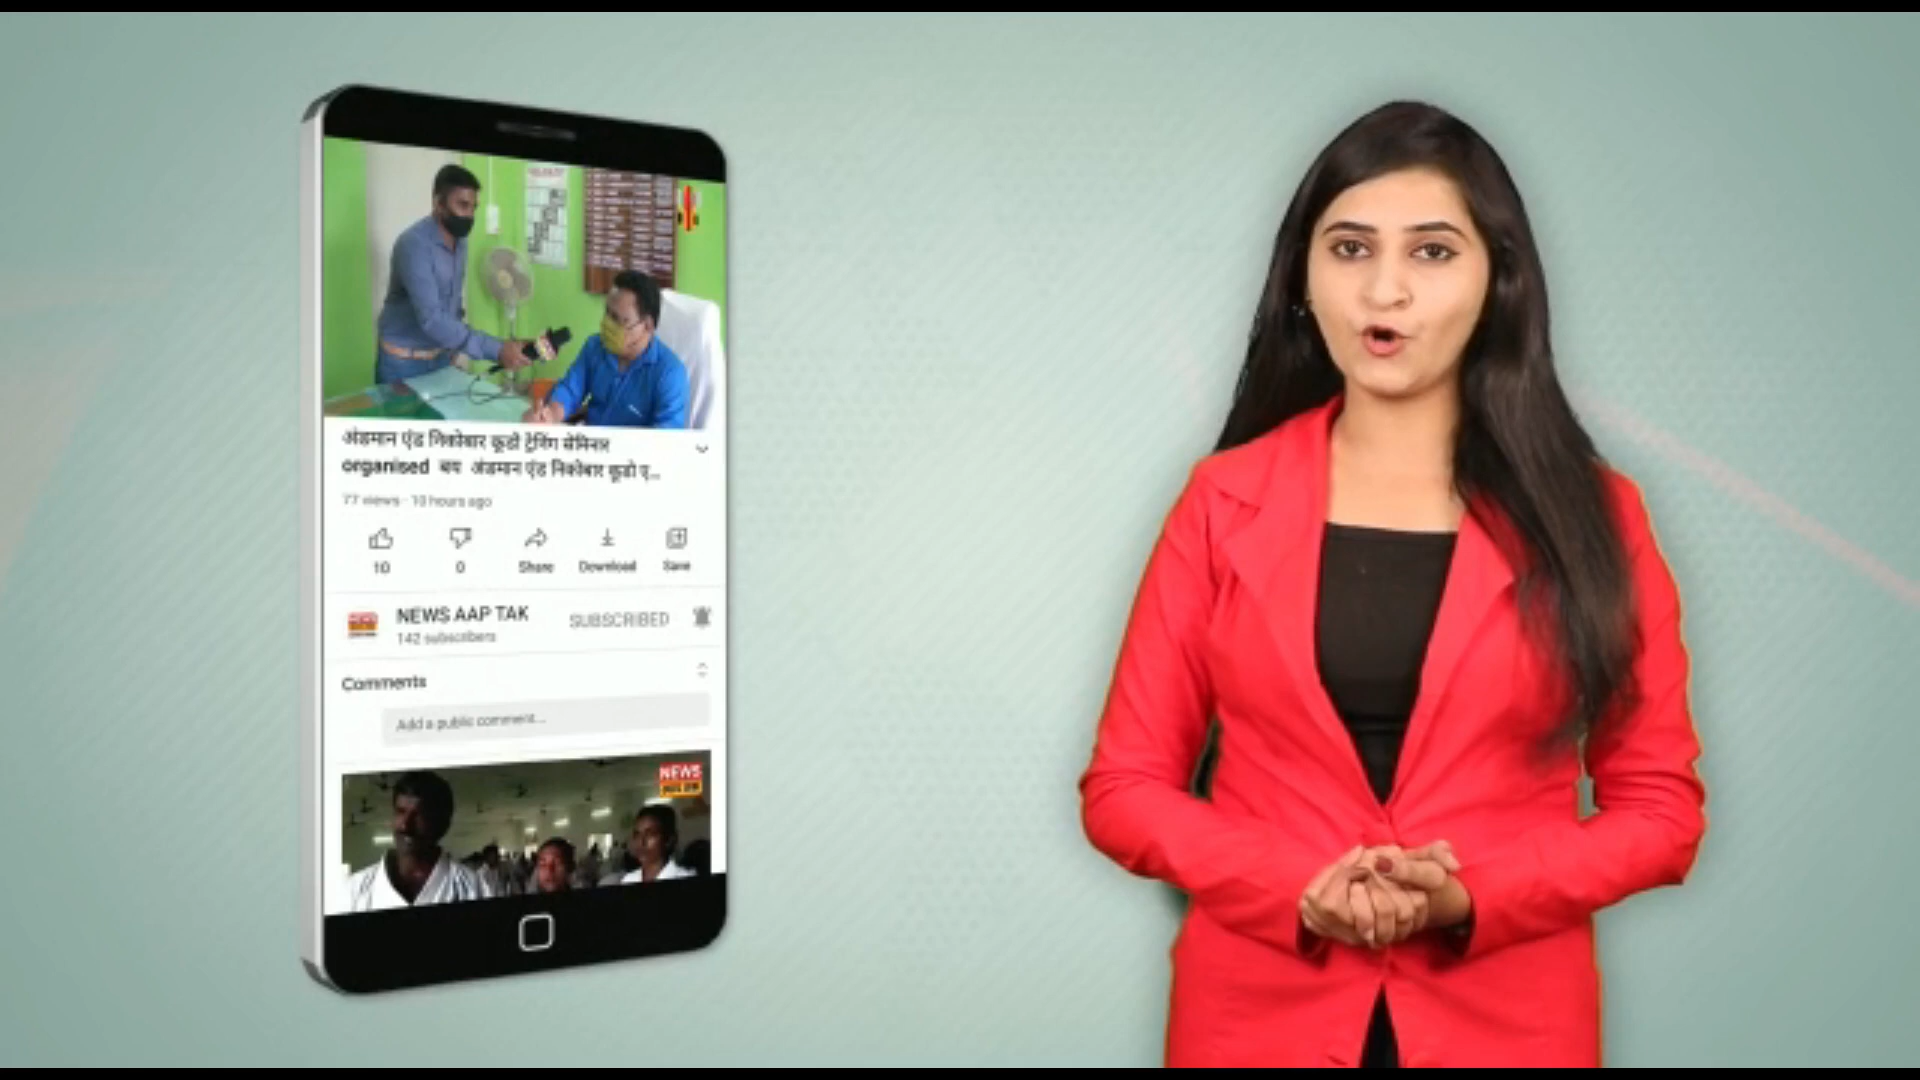 अंडमान एंड निकोबार कूडो ट्रेनिंग सेमिनार
organised बय अंडमान एंड निकोबार कूडो ए...
77 views · 10 hours ago
10
0
Share
Download
Save
NEWS AAP TAK
SUBSCRIBED
142 subscribers
Comments
Add a public comment...
NEWS